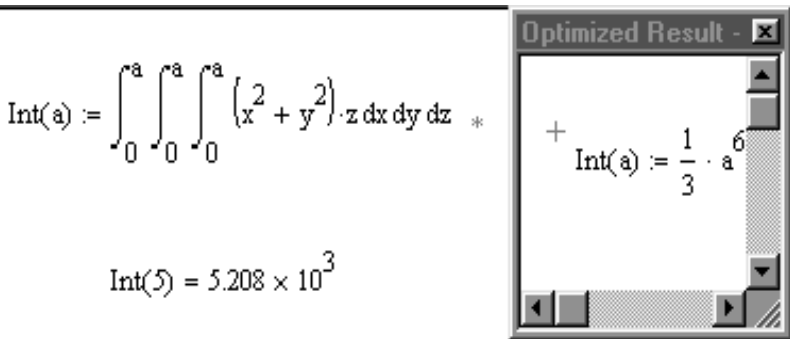 Int(a) := ∫₀ᵃ ∫₀ᵃ ∫₀ᵃ (x² + y²)·z dx dy dz *
Int(5) = 5.208 × 10³
Optimized Result -
Int(a) := 1/3 · a⁶